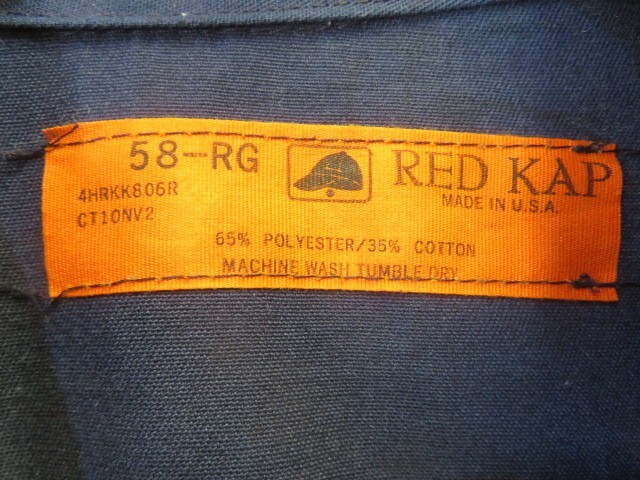 58-RG
RED KAP
MADE IN U.S.A.
4HRKK806R
CT10NV2
65% POLYESTER/35% COTTON
MACHINE WASH TUMBLE DRY